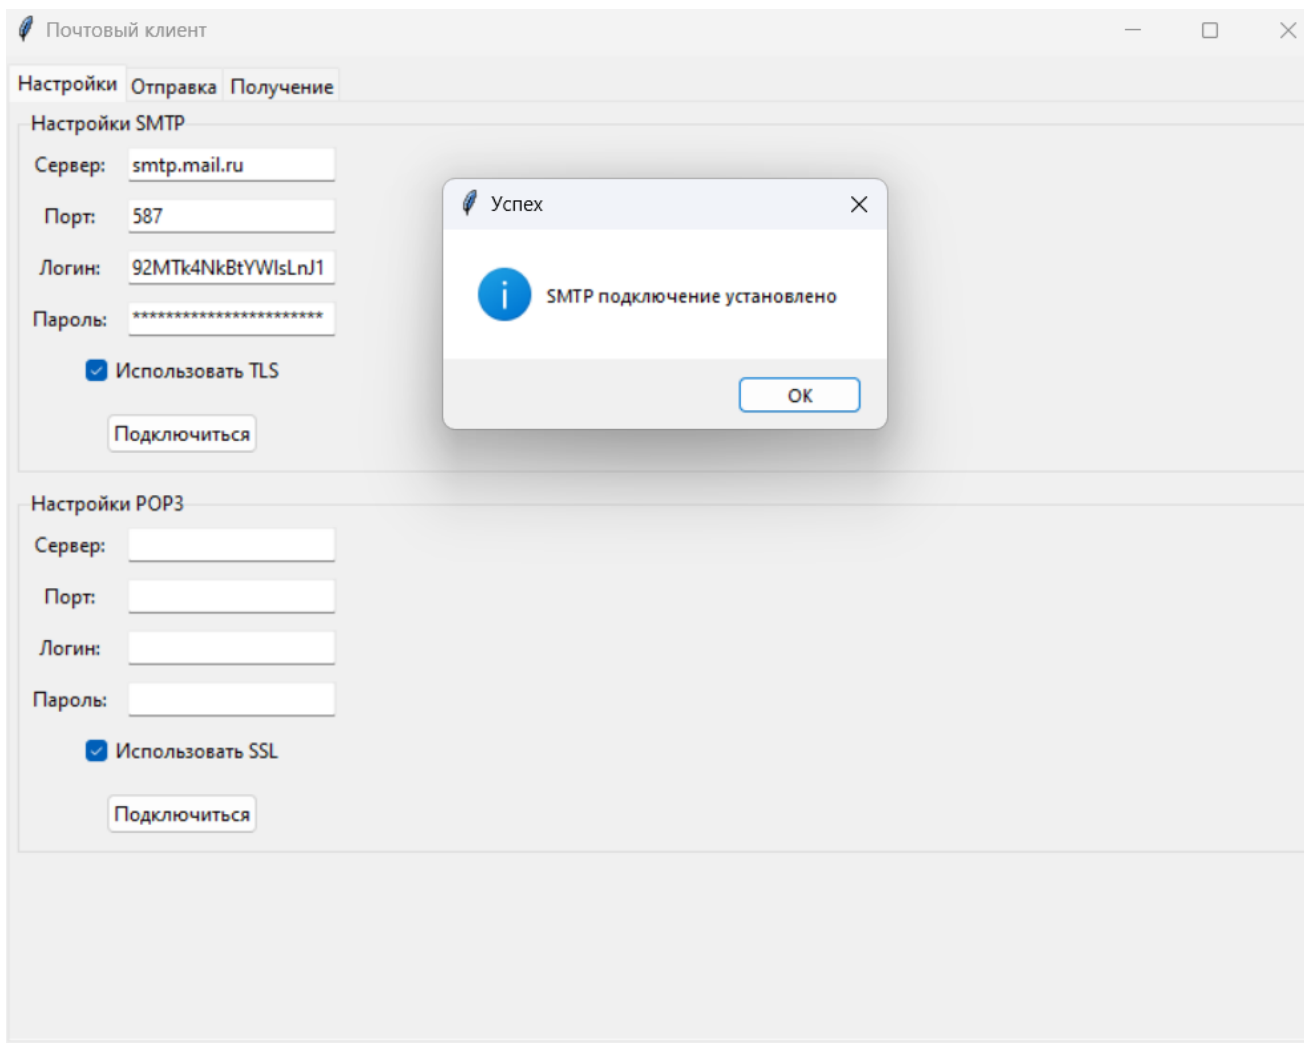 Почтовый клиент
Настройки Отправка Получение
Настройки SMTP
Сервер: smtp.mail.ru
Порт: 587
Логин: 92MTk4NkBtYWlsLnJ1
Пароль: ***********************
Использовать TLS
Подключиться
Успех
SMTP подключение установлено
ОК
Настройки POP3
Сервер:
Порт:
Логин:
Пароль:
Использовать SSL
Подключиться